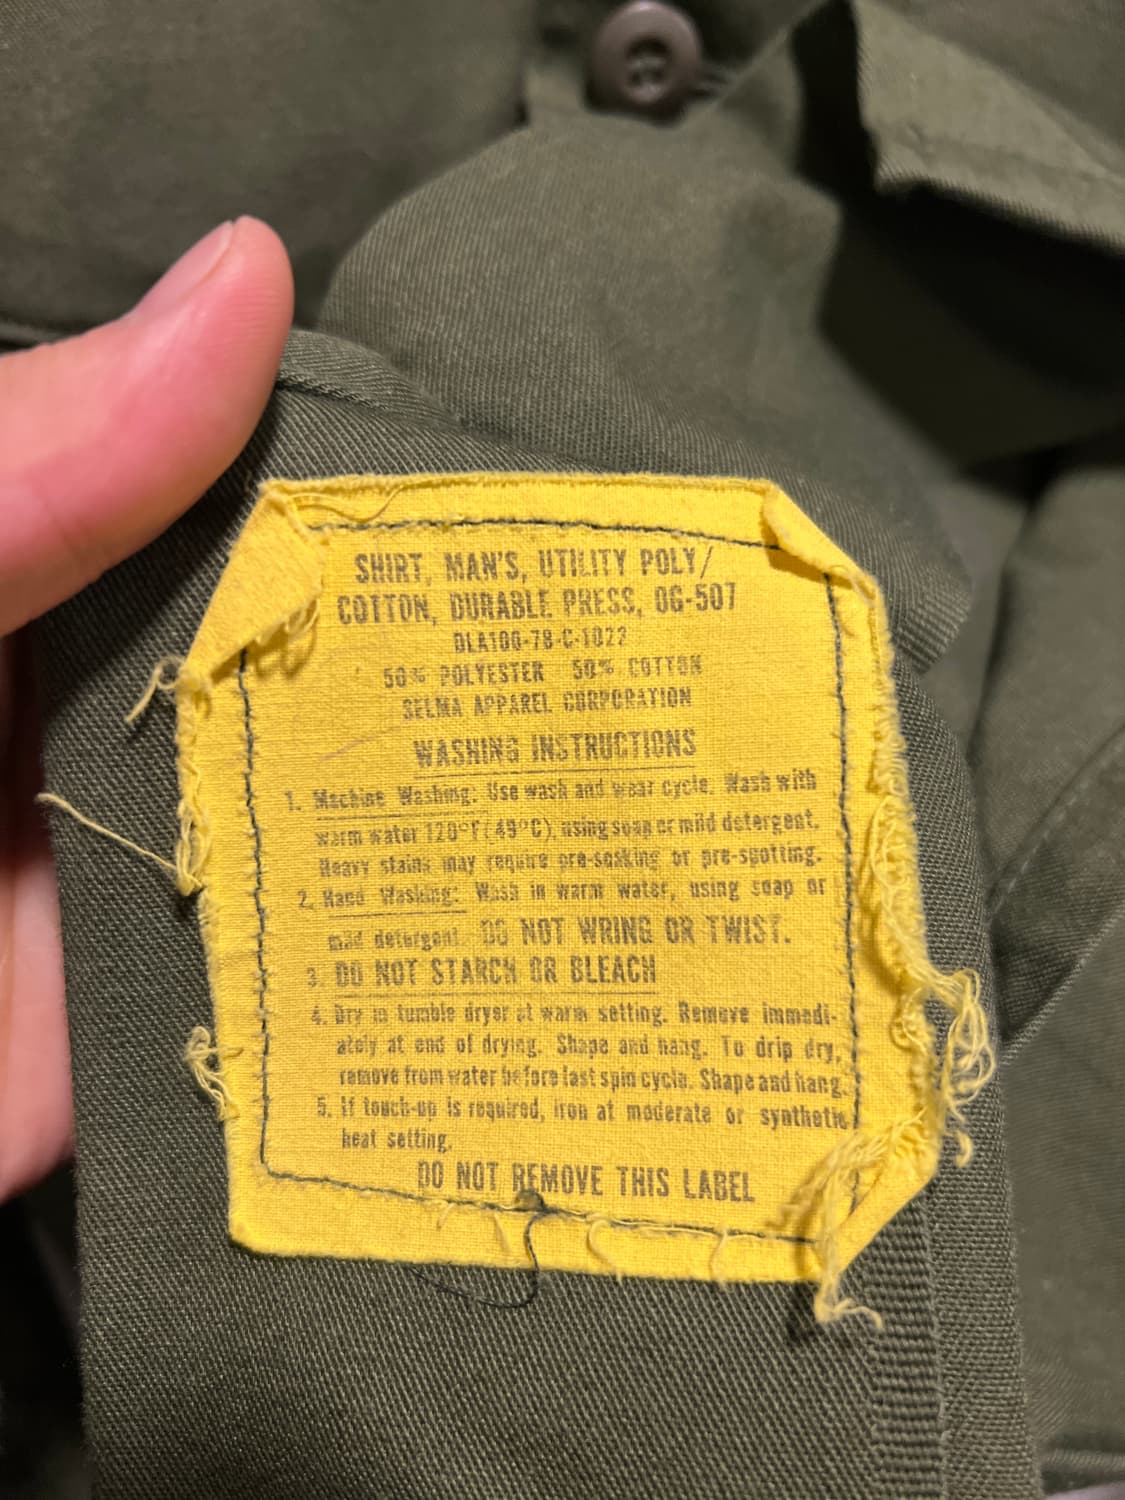 SHIRT, MAN'S, UTILITY POLY/
COTTON, DURABLE PRESS, OG-507
DLA100-78-C-1022
50% POLYESTER 50% COTTON
SELMA APPAREL CORPORATION
WASHING INSTRUCTIONS
1. Machine Washing: Use wash and wear cycle. Wash with
warm water 120°F(49°C), using soap or mild detergent.
Heavy stains may require pre-soaking or pre-spotting.
2. Hand Washing: Wash in warm water, using soap or
mild detergent. DO NOT WRING OR TWIST.
3. DO NOT STARCH OR BLEACH
4. Dry in tumble dryer at warm setting. Remove immedi-
ately at end of drying. Shape and hang. To drip dry,
remove from water before last spin cycle. Shape and hang.
5. If touch-up is required, iron at moderate or synthetic
heat setting.
DO NOT REMOVE THIS LABEL